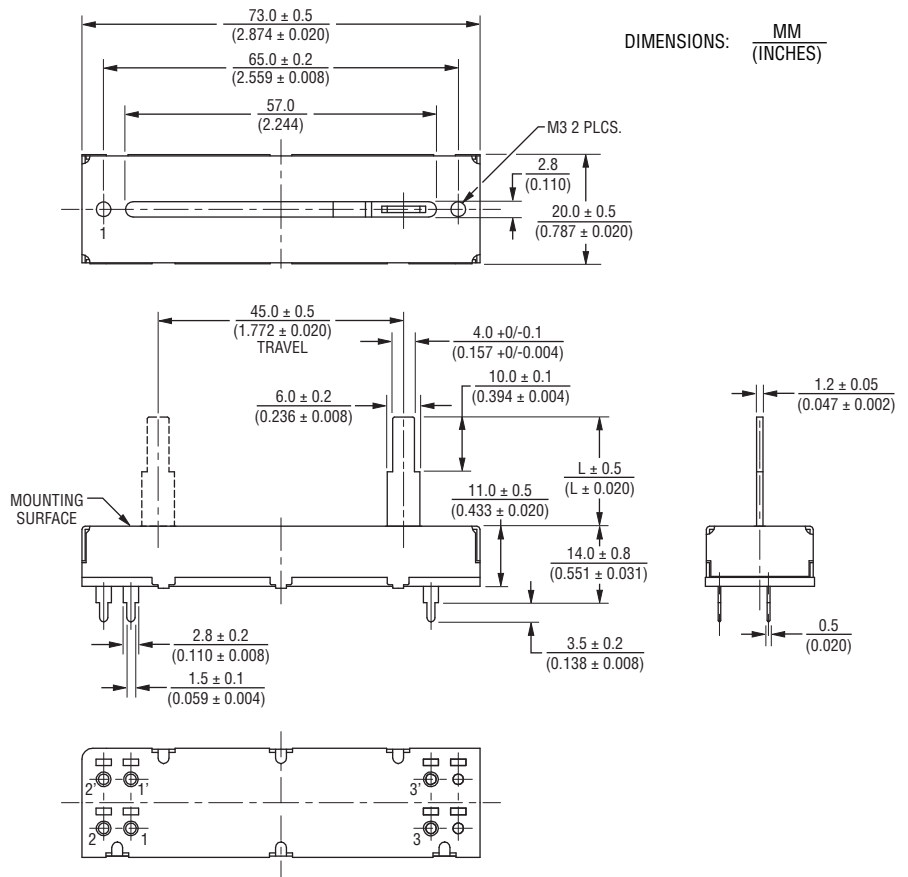 73.0 ± 0.5
(2.874 ± 0.020)
DIMENSIONS: MM
(INCHES)
65.0 ± 0.2
(2.559 ± 0.008)
57.0
(2.244)
M3 2 PLCS.
2.8
(0.110)
20.0 ± 0.5
(0.787 ± 0.020)
1
45.0 ± 0.5
(1.772 ± 0.020)
TRAVEL
4.0 +0/-0.1
(0.157 +0/-0.004)
10.0 ± 0.1
(0.394 ± 0.004)
6.0 ± 0.2
(0.236 ± 0.008)
1.2 ± 0.05
(0.047 ± 0.002)
L ± 0.5
(L ± 0.020)
MOUNTING
SURFACE
11.0 ± 0.5
(0.433 ± 0.020)
14.0 ± 0.8
(0.551 ± 0.031)
2.8 ± 0.2
(0.110 ± 0.008)
3.5 ± 0.2
(0.138 ± 0.008)
0.5
(0.020)
1.5 ± 0.1
(0.059 ± 0.004)
2' 1' 3'
2 1 3